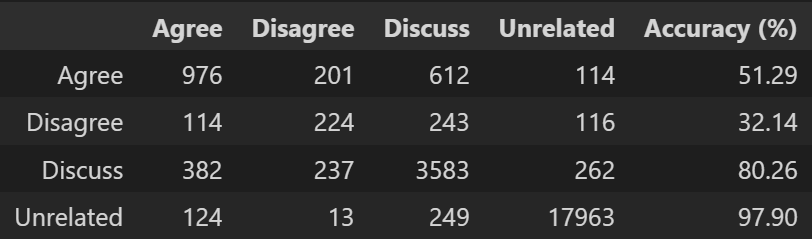 Agree Disagree Discuss Unrelated Accuracy (%)
Agree 976 201 612 114 51.29
Disagree 114 224 243 116 32.14
Discuss 382 237 3583 262 80.26
Unrelated 124 13 249 17963 97.90